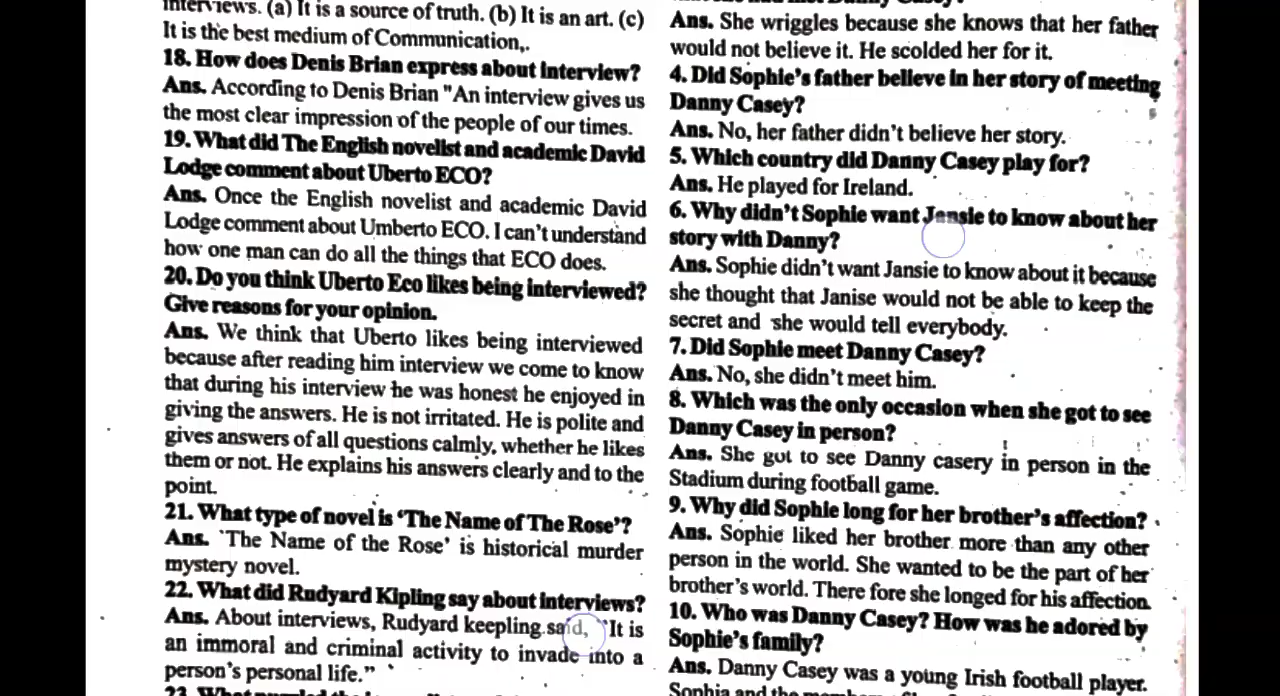 interviews. (a) It is a source of truth. (b) It is an art. (c)
It is the best medium of Communication,.
18. How does Denis Brian express about interview?
Ans. According to Denis Brian "An interview gives us
the most clear impression of the people of our times.
19. What did The English novelist and academic David
Lodge comment about Uberto ECO?
Ans. Once the English novelist and academic David
Lodge comment about Umberto ECO. I can't understand
how one man can do all the things that ECO does.
20. Do you think Uberto Eco likes being interviewed?
Give reasons for your opinion.
Ans. We think that Uberto likes being interviewed
because after reading him interview we come to know
that during his interview he was honest he enjoyed in
giving the answers. He is not irritated. He is polite and
gives answers of all questions calmly, whether he likes
them or not. He explains his answers clearly and to the
point.
21. What type of novel is 'The Name of The Rose'?
Ans. 'The Name of the Rose' is historical murder
mystery novel.
22. What did Rudyard Kipling say about interviews?
Ans. About interviews, Rudyard keepling said, "It is
an immoral and criminal activity to invade into a
person's personal life."
Ans. She wriggles because she knows that her father
would not believe it. He scolded her for it.
4. Did Sophie's father believe in her story of meeting
Danny Casey?
Ans. No, her father didn't believe her story.
5. Which country did Danny Casey play for?
Ans. He played for Ireland.
6. Why didn't Sophie want Jansie to know about her
story with Danny?
Ans. Sophie didn't want Jansie to know about it because
she thought that Janise would not be able to keep the
secret and she would tell everybody.
7. Did Sophie meet Danny Casey?
Ans. No, she didn't meet him.
8. Which was the only occasion when she got to see
Danny Casey in person?
Ans. She got to see Danny casery in person in the
Stadium during football game.
9. Why did Sophie long for her brother's affection?
Ans. Sophie liked her brother more than any other
person in the world. She wanted to be the part of her
brother's world. There fore she longed for his affection.
10. Who was Danny Casey? How was he adored by
Sophie's family?
Ans. Danny Casey was a young Irish football player.